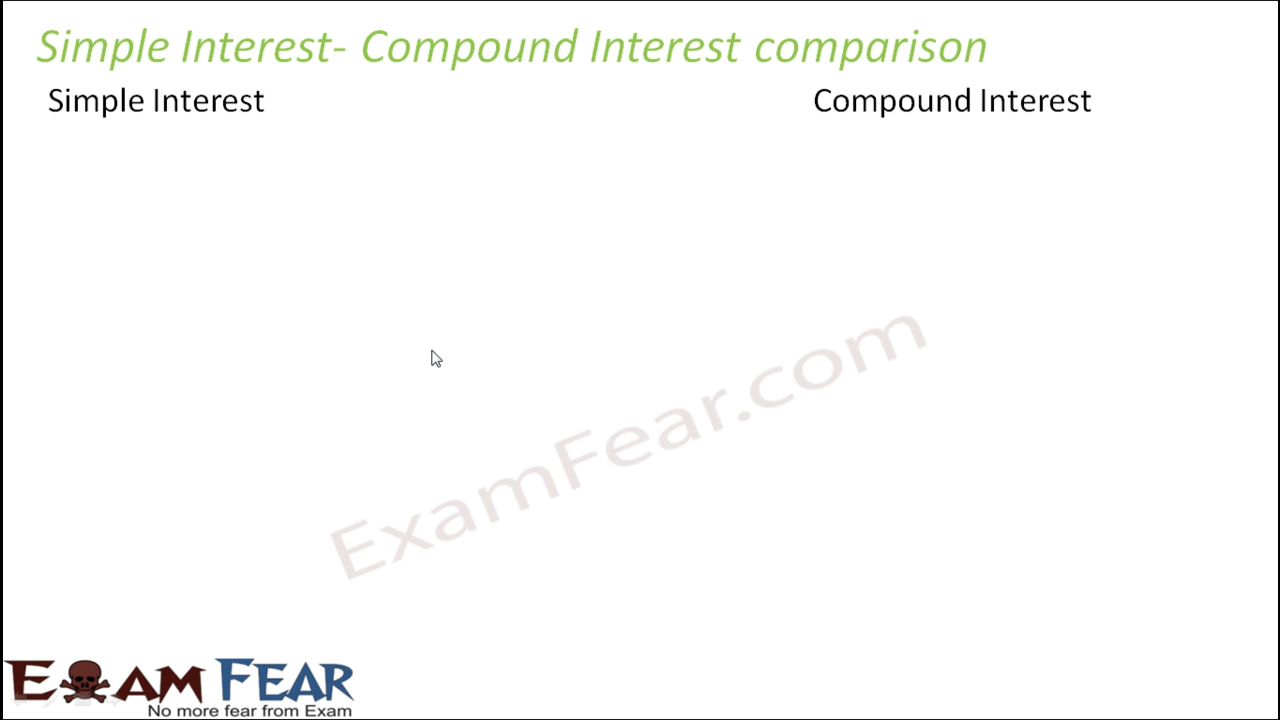 Simple Interest- Compound Interest comparison
Simple Interest
Compound Interest
ExamFear.com
EXAM FEAR
No more fear from Exam